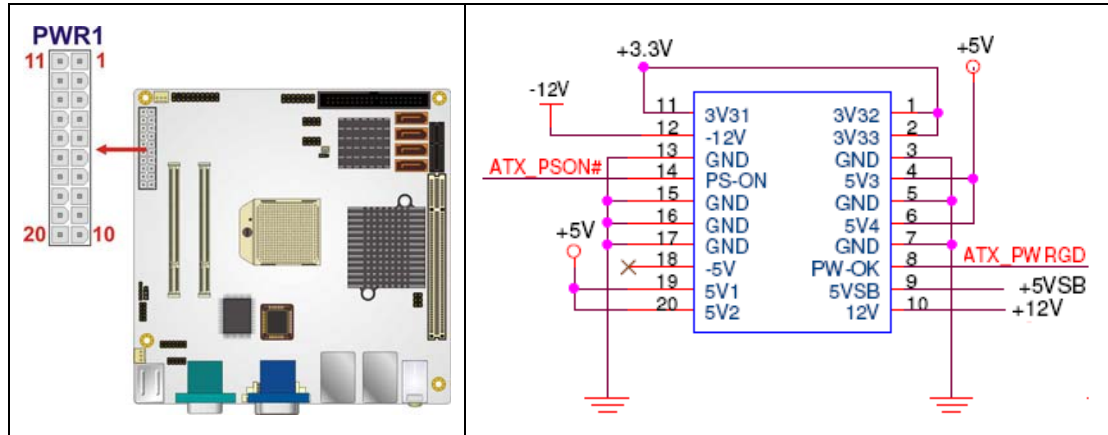 PWR1
11 1
20 10
+3.3V
+5V
-12V
11 3V31 3V32 1
12 -12V 3V33 2
13 GND GND 3
ATX_PSON# 14 PS-ON 5V3 4
15 GND GND 5
16 GND 5V4 6
+5V
17 GND GND 7
18 -5V PW-OK 8 ATX_PWRGD
19 5V1 5VSB 9 +5VSB
20 5V2 12V 10 +12V